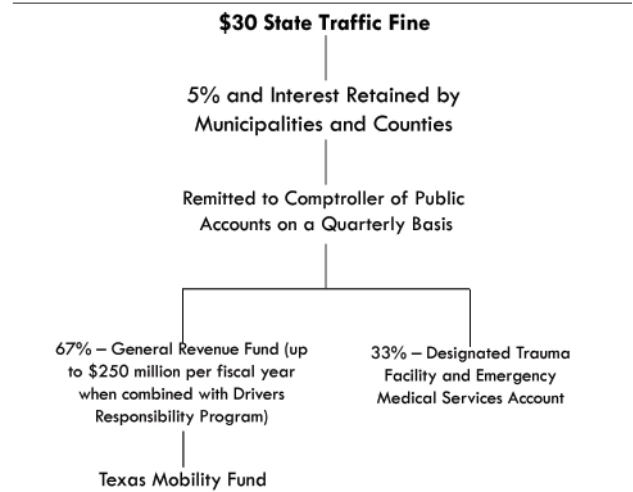 $30 State Traffic Fine
5% and Interest Retained by
Municipalities and Counties
Remitted to Comptroller of Public
Accounts on a Quarterly Basis
67% – General Revenue Fund (up
to $250 million per fiscal year
when combined with Drivers
Responsibility Program)
33% – Designated Trauma
Facility and Emergency
Medical Services Account
Texas Mobility Fund